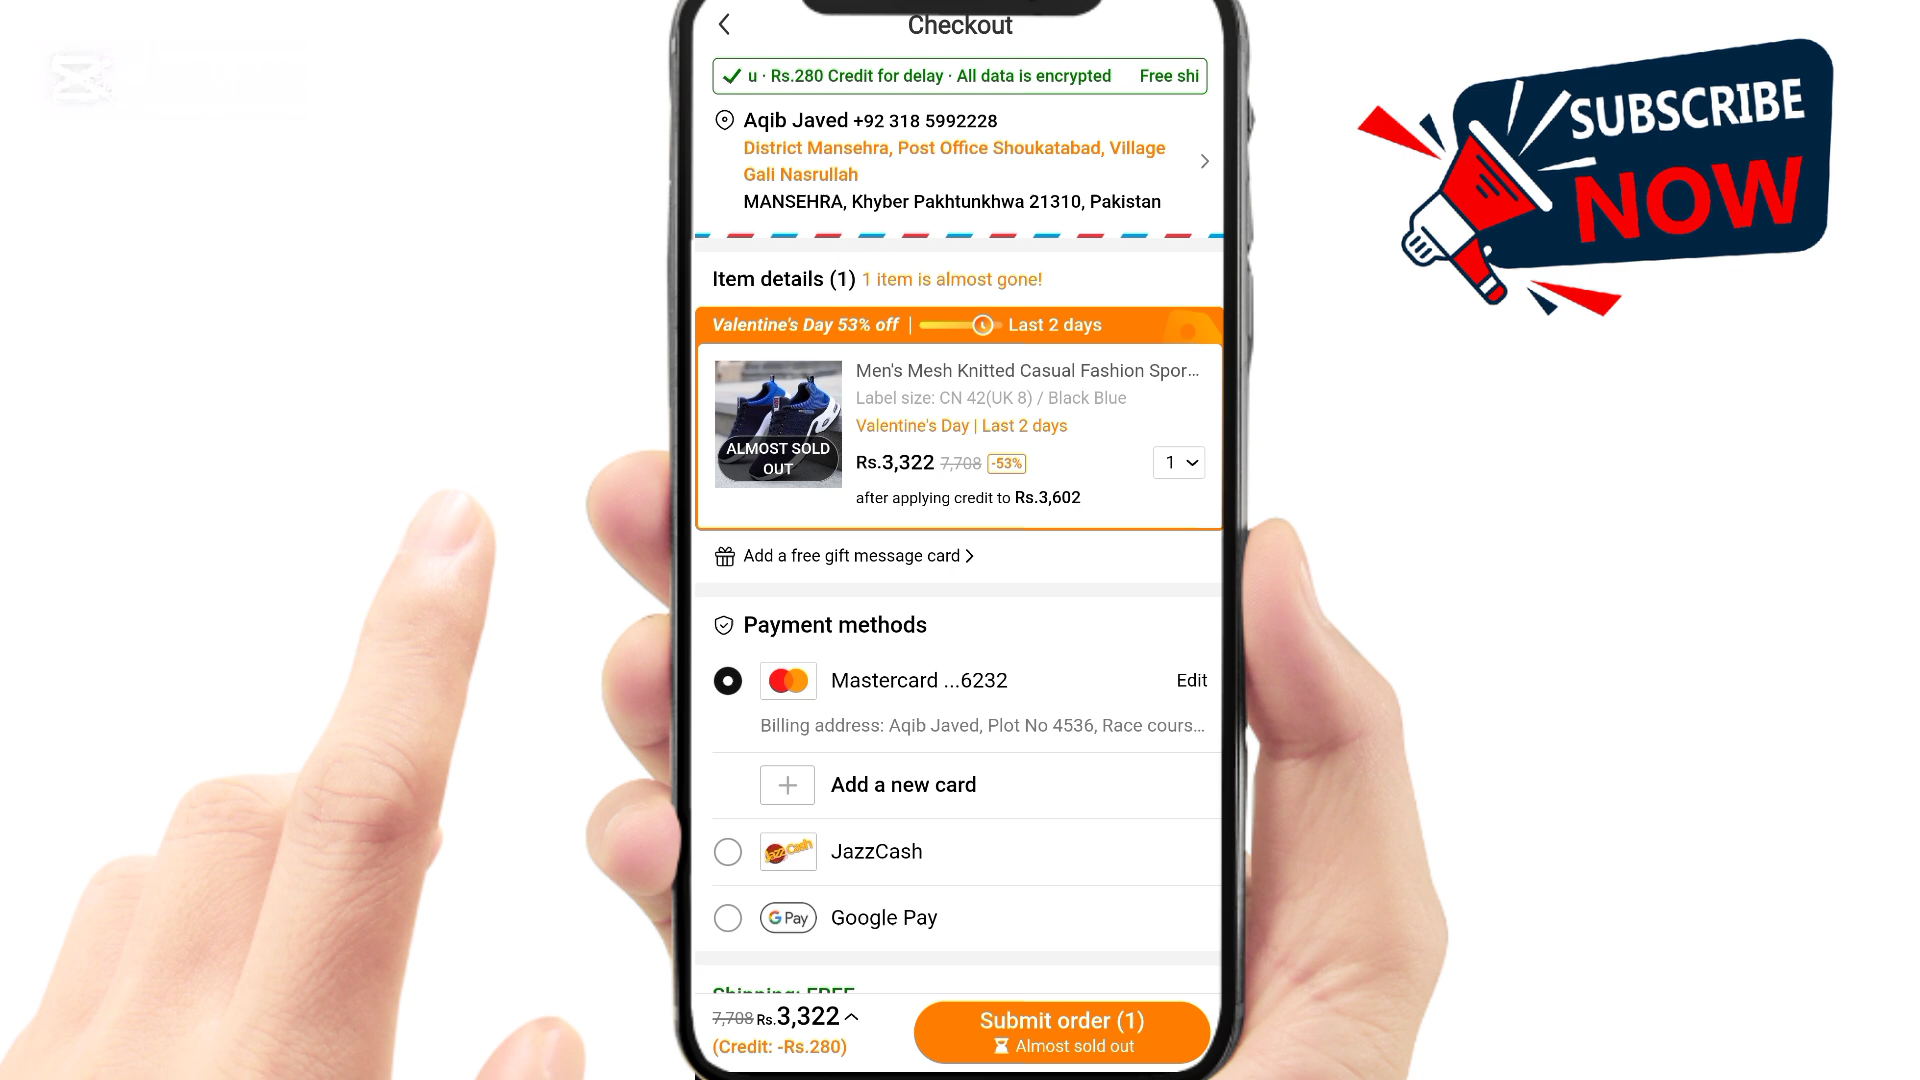 Checkout
u · Rs.280 Credit for delay · All data is encrypted Free shi
Aqib Javed +92 318 5992228
District Mansehra, Post Office Shoukatabad, Village
Gali Nasrullah
MANSEHRA, Khyber Pakhtunkhwa 21310, Pakistan
Item details (1) 1 item is almost gone!
Valentine's Day 53% off | Last 2 days
Men's Mesh Knitted Casual Fashion Spor...
Label size: CN 42(UK 8) / Black Blue
Valentine's Day | Last 2 days
ALMOST SOLD
OUT
Rs.3,322 7,708 -53%
1
after applying credit to Rs.3,602
Add a free gift message card
Payment methods
Mastercard ...6232 Edit
Billing address: Aqib Javed, Plot No 4536, Race cours...
Add a new card
JazzCash
JazzCash
G Pay Google Pay
Shipping: FREE
7,708 Rs.3,322
(Credit: -Rs.280)
Submit order (1)
Almost sold out
SUBSCRIBE
NOW